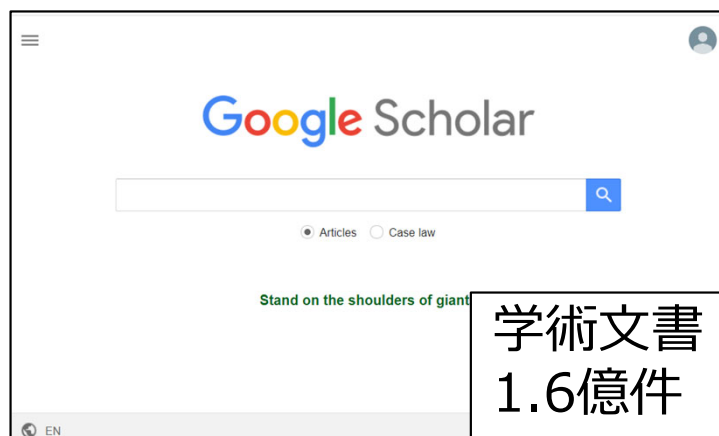 Google Scholar
Articles Case law
Stand on the shoulders of giant
学術文書
1.6億件
EN